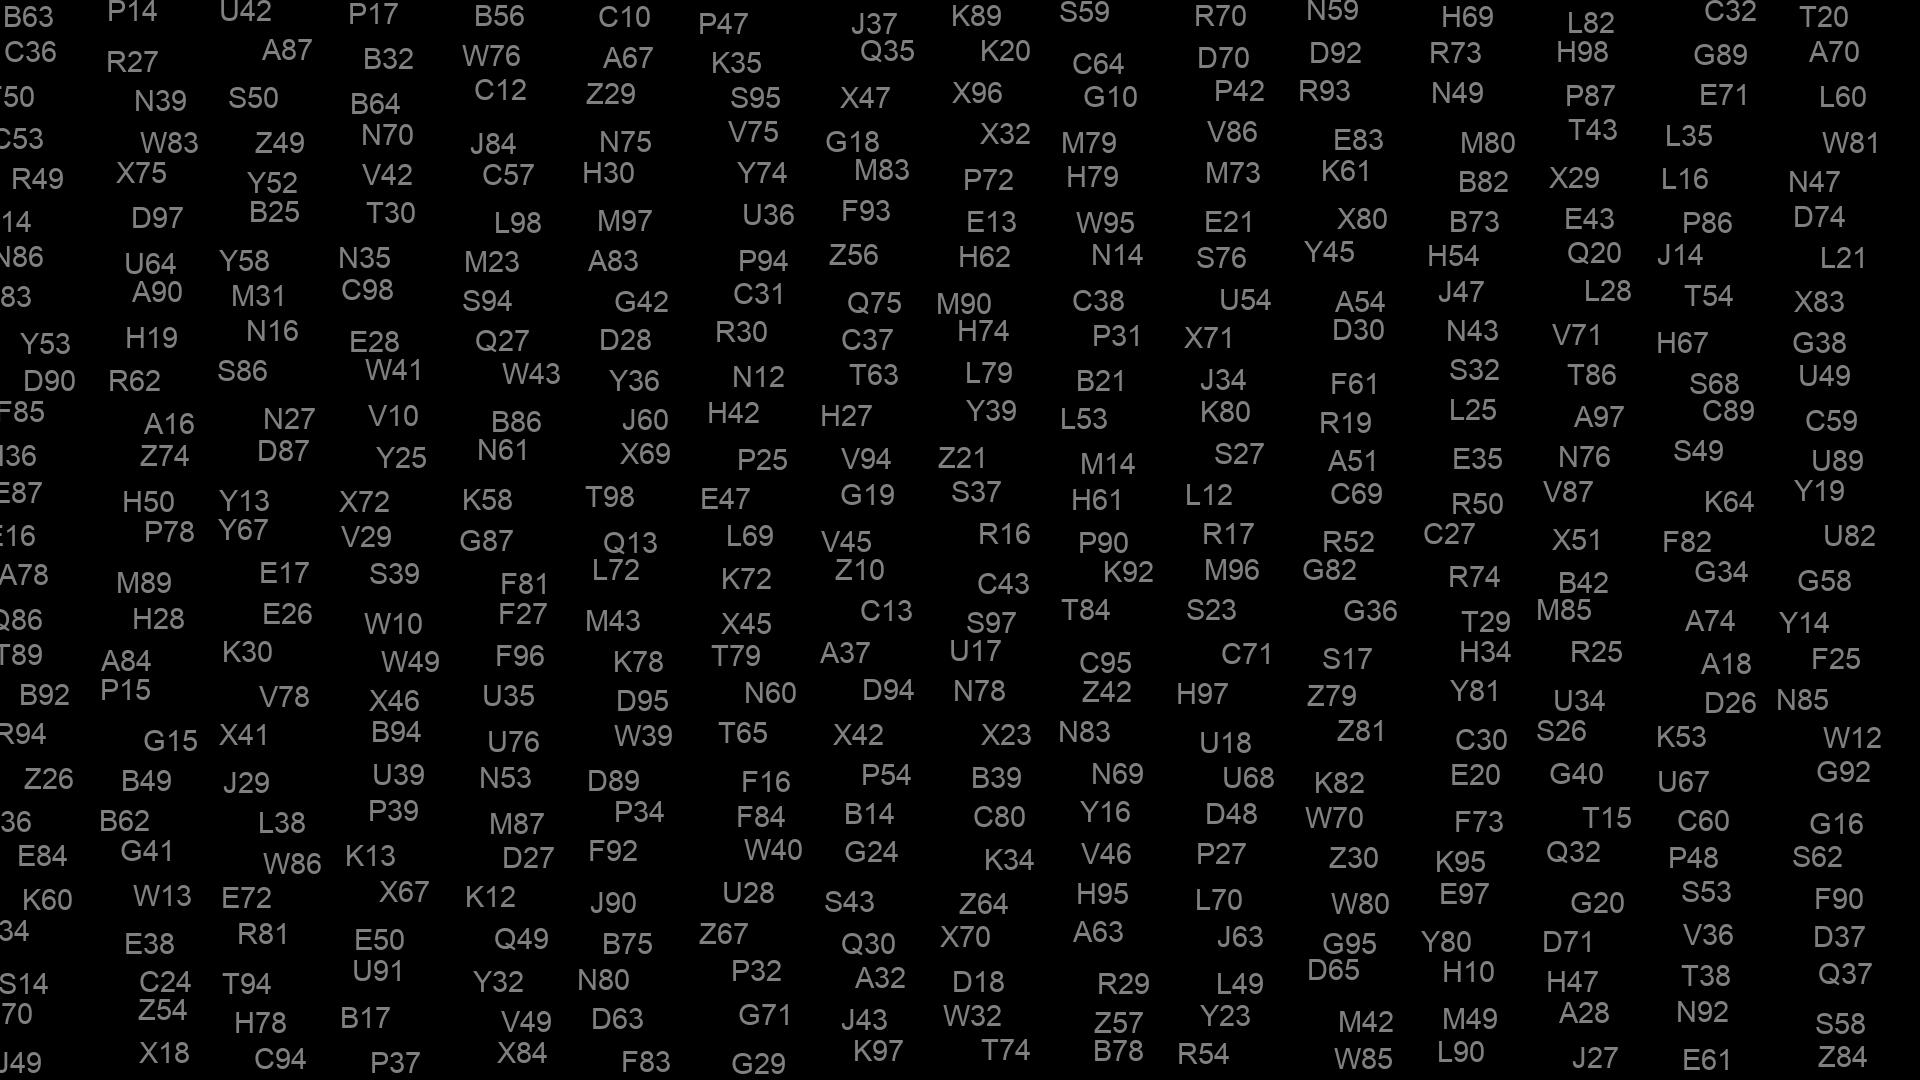 B63 P14 U42 P17 B56 C10 P47 J37 K89 S59 R70 N59 H69 L82 C32 T20
C36 R27 A87 B32 W76 A67 K35 Q35 K20 C64 D70 D92 R73 H98 G89 A70
50 N39 S50 B64 C12 Z29 S95 X47 X96 G10 P42 R93 N49 P87 E71 L60
C53 W83 Z49 N70 J84 N75 V75 G18 X32 M79 V86 E83 M80 T43 L35 W81
R49 X75 Y52 V42 C57 H30 Y74 M83 P72 H79 M73 K61 B82 X29 L16 N47
14 D97 B25 T30 L98 M97 U36 F93 E13 W95 E21 X80 B73 E43 P86 D74
N86 U64 Y58 N35 M23 A83 P94 Z56 H62 N14 S76 Y45 H54 Q20 J14 L21
83 A90 M31 C98 S94 G42 C31 Q75 M90 C38 U54 A54 J47 L28 T54 X83
Y53 H19 N16 E28 Q27 D28 R30 C37 H74 P31 X71 D30 N43 V71 H67 G38
D90 R62 S86 W41 W43 Y36 N12 T63 L79 B21 J34 F61 S32 T86 S68 U49
F85 A16 N27 V10 B86 J60 H42 H27 Y39 L53 K80 R19 L25 A97 C89 C59
36 Z74 D87 Y25 N61 X69 P25 V94 Z21 M14 S27 A51 E35 N76 S49 U89
E87 H50 Y13 X72 K58 T98 E47 G19 S37 H61 L12 C69 R50 V87 K64 Y19
E16 P78 Y67 V29 G87 Q13 L69 V45 R16 P90 R17 R52 C27 X51 F82 U82
A78 M89 E17 S39 F81 L72 K72 Z10 C43 K92 M96 G82 R74 B42 G34 G58
Q86 H28 E26 W10 F27 M43 X45 C13 S97 T84 S23 G36 T29 M85 A74 Y14
T89 A84 K30 W49 F96 K78 T79 A37 U17 C95 C71 S17 H34 R25 A18 F25
B92 P15 V78 X46 U35 D95 N60 D94 N78 Z42 H97 Z79 Y81 U34 D26 N85
R94 G15 X41 B94 U76 W39 T65 X42 X23 N83 U18 Z81 C30 S26 K53 W12
Z26 B49 J29 U39 N53 D89 F16 P54 B39 N69 U68 K82 E20 G40 U67 G92
36 B62 L38 P39 M87 P34 F84 B14 C80 Y16 D48 W70 F73 T15 C60 G16
E84 G41 W86 K13 D27 F92 W40 G24 K34 V46 P27 Z30 K95 Q32 P48 S62
K60 W13 E72 X67 K12 J90 U28 S43 Z64 H95 L70 W80 E97 G20 S53 F90
34 E38 R81 E50 Q49 B75 Z67 Q30 X70 A63 J63 G95 Y80 D71 V36 D37
S14 C24 T94 U91 Y32 N80 P32 A32 D18 R29 L49 D65 H10 H47 T38 Q37
70 Z54 H78 B17 V49 D63 G71 J43 W32 Z57 Y23 M42 M49 A28 N92 S58
J49 X18 C94 P37 X84 F83 G29 K97 T74 B78 R54 W85 L90 J27 E61 Z84